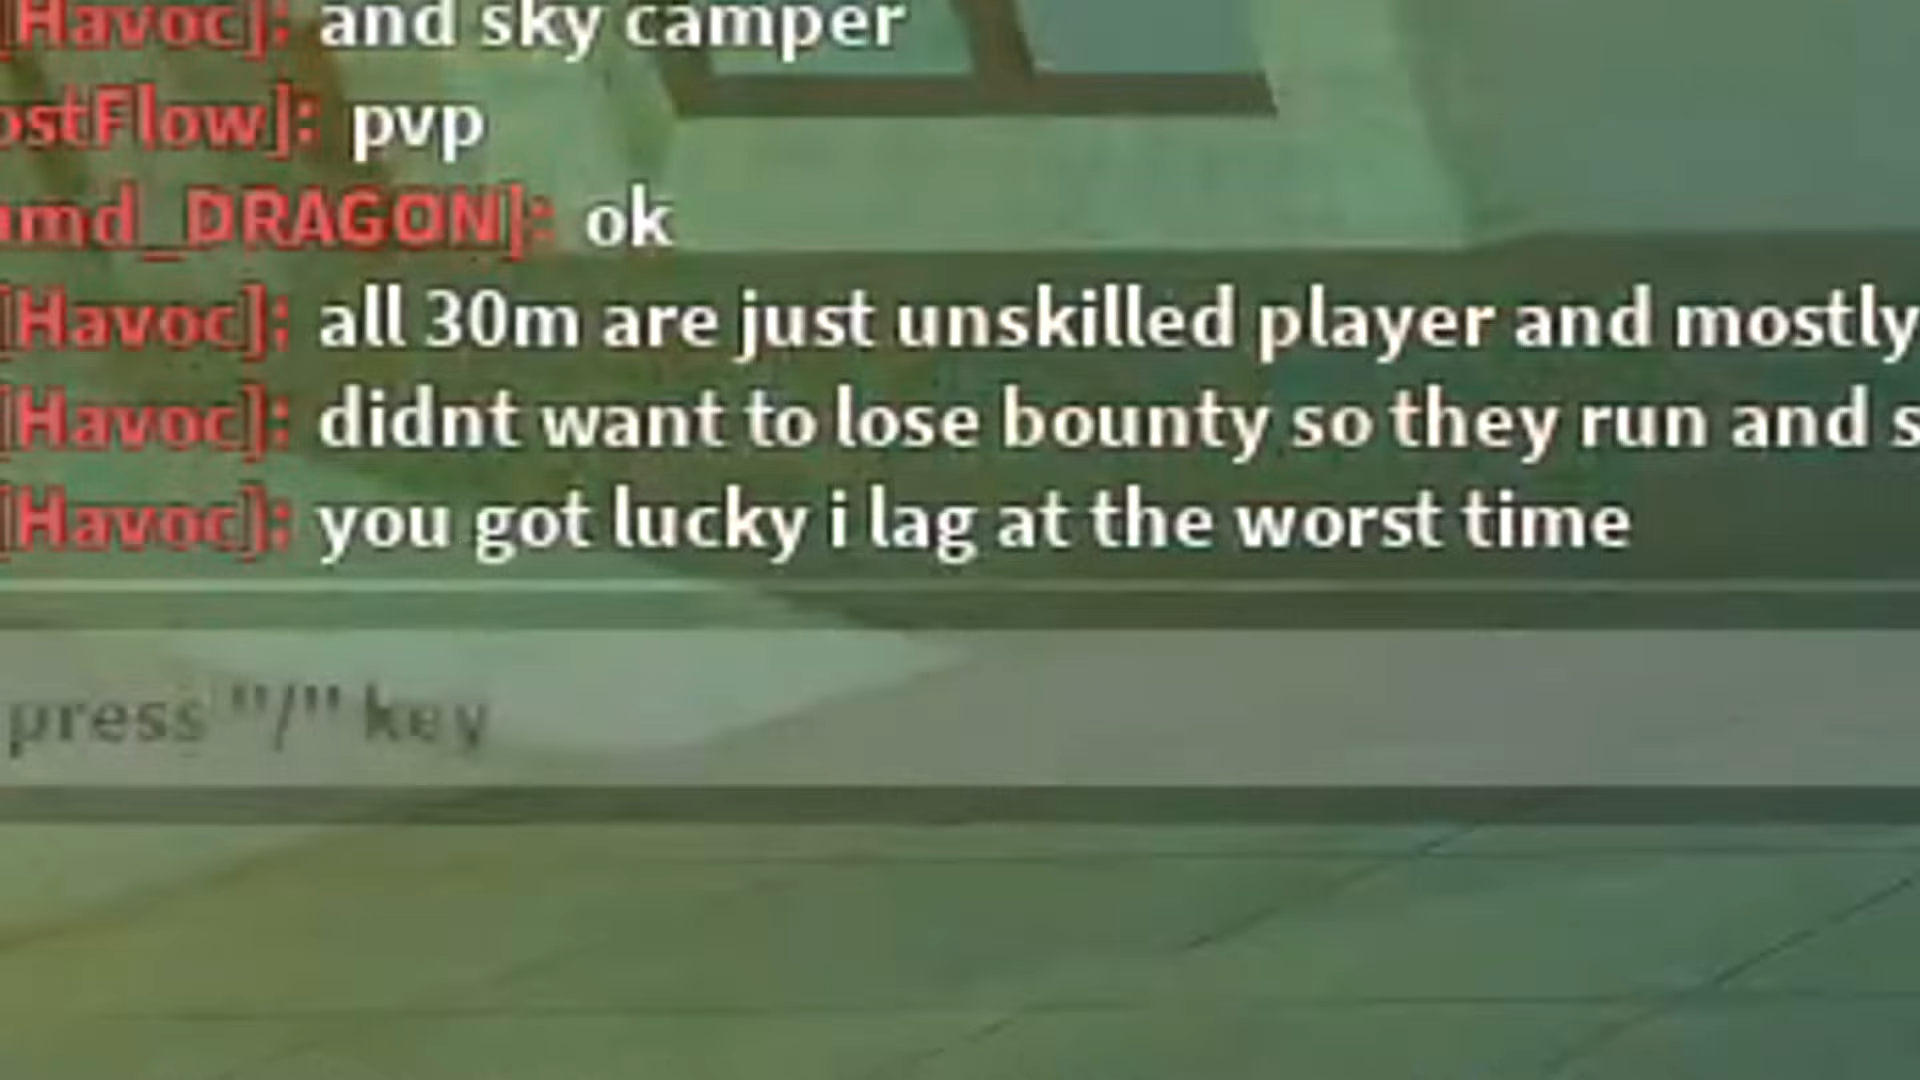 [Havoc]: and sky camper
ostFlow]: pvp
md_DRAGON]: ok
[Havoc]: all 30m are just unskilled player and mostly
[Havoc]: didnt want to lose bounty so they run and s
[Havoc]: you got lucky i lag at the worst time
press "/" key